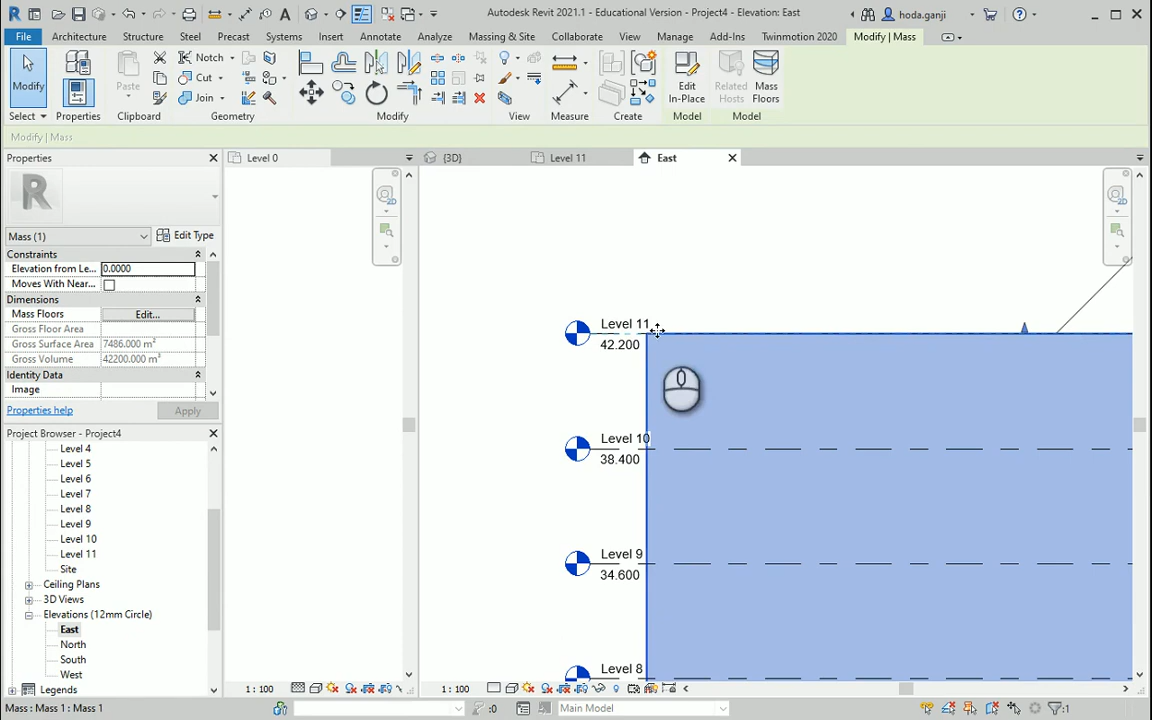 Autodesk Revit 2021.1 - Educational Version - Project4 - Elevation: East
hoda.ganji
File Architecture Structure Steel Precast Systems Insert Annotate Analyze Massing & Site Collaborate View Manage Add-Ins Twinmotion 2020 Modify | Mass
Modify
Paste
Notch
Cut
Join
Edit
In-Place
Related
Hosts
Mass
Floors
Select Properties Clipboard Geometry Modify View Measure Create Model Model
Modify | Mass
Properties
Level 0
{3D}
Level 11
East
Mass (1)
Edit Type
Constraints
Elevation from Le... 0.0000
Moves With Near...
Dimensions
Mass Floors Edit...
Gross Floor Area
Gross Surface Area 7486.000 m²
Gross Volume 42200.000 m³
Identity Data
Image
Properties help
Apply
Project Browser - Project4
Level 4
Level 5
Level 6
Level 7
Level 8
Level 9
Level 10
Level 11
Site
Ceiling Plans
3D Views
Elevations (12mm Circle)
East
North
South
West
Legends
2D
2D
Level 11
42.200
Level 10
38.400
Level 9
34.600
Level 8
1 : 100
1 : 100
Mass : Mass 1 : Mass 1
:0
Main Model
:1